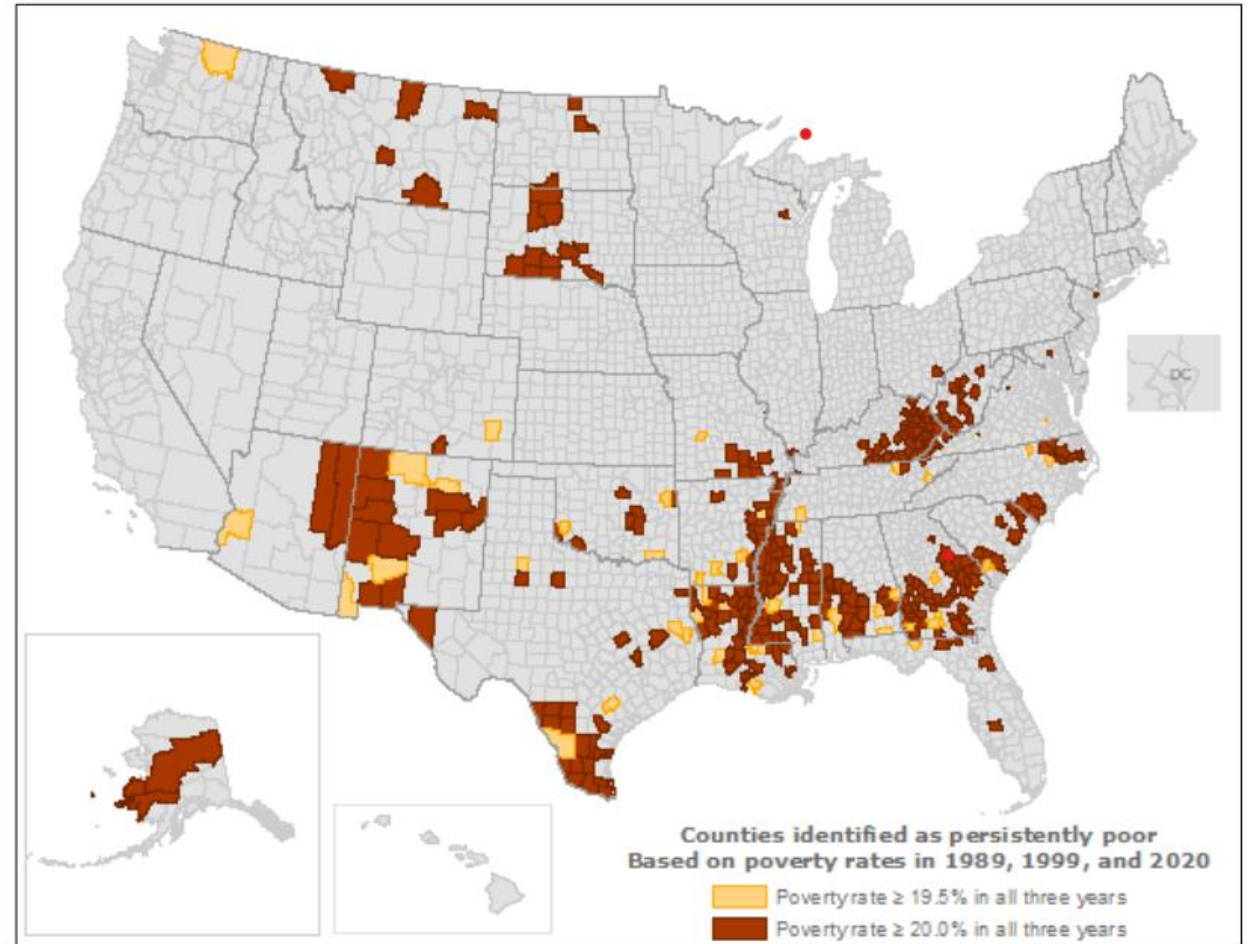 DC
Counties identified as persistently poor
Based on poverty rates in 1989, 1999, and 2020
Poverty rate ≥ 19.5% in all three years
Poverty rate ≥ 20.0% in all three years